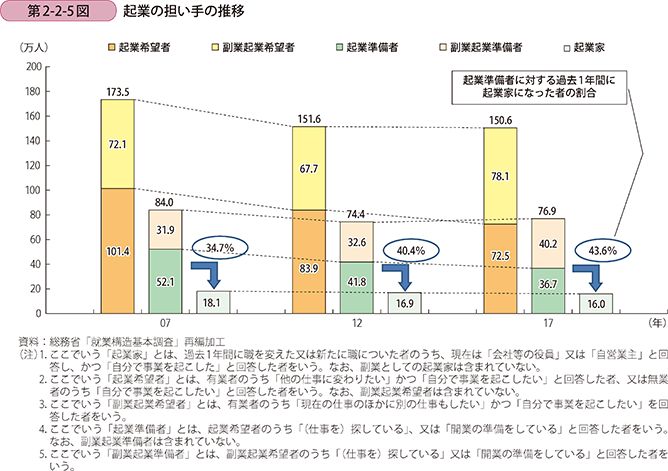 第2-2-5図 起業の担い手の推移
(万人)
起業希望者 副業起業希望者 起業準備者 副業起業準備者 起業家
起業準備者に対する過去1年間に
起業家になった者の割合
200
180
160
140
120
100
80
60
40
20
0
173.5
72.1
101.4
84.0
31.9
52.1
34.7%
18.1
151.6
67.7
83.9
74.4
32.6
41.8
40.4%
16.9
150.6
78.1
72.5
76.9
40.2
36.7
43.6%
16.0
07 12 17 (年)
資料:総務省「就業構造基本調査」再編加工
(注)1. ここでいう「起業家」とは、過去1年間に職を変えた又は新たに職についた者のうち、現在は「会社等の役員」又は「自営業主」と回
答し、かつ「自分で事業を起こした」と回答した者をいう。なお、副業としての起業家は含まれていない。
2. ここでいう「起業希望者」とは、有業者のうち「他の仕事に変わりたい」かつ「自分で事業を起こしたい」と回答した者、又は無業
者のうち「自分で事業を起こしたい」と回答した者をいう。なお、副業起業希望者は含まれていない。
3. ここでいう「副業起業希望者」とは、有業者のうち「現在の仕事のほかに別の仕事もしたい」かつ「自分で事業を起こしたい」を回
答した者をいう。
4. ここでいう「起業準備者」とは、起業希望者のうち「(仕事を)探している」、又は「開業の準備をしている」と回答した者をいう。
なお、副業起業準備者は含まれていない。
5. ここでいう「副業起業準備者」とは、副業起業希望者のうち「(仕事を)探している」又は「開業の準備をしている」と回答した者を
いう。